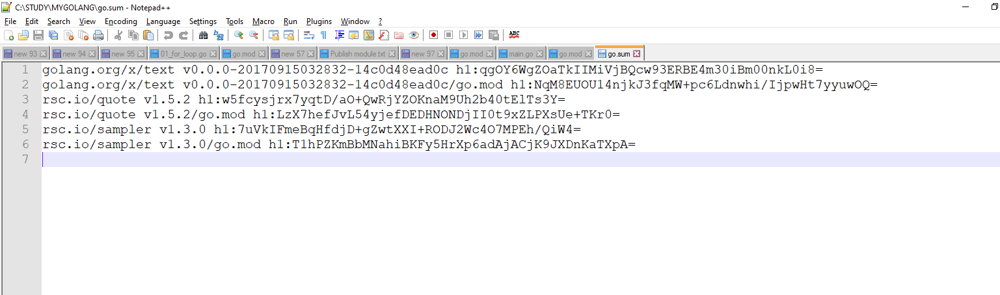 C:\STUDY\MYGOLANG\go.sum - Notepad++
File Edit Search View Encoding Language Settings Tools Macro Run Plugins Window ?
ABC
new 93 new 94 new 95 01_for_loop.go go.mod new 57 Publish module.txt new 97 go.mod main.go go.mod go.sum
1 golang.org/x/text v0.0.0-20170915032832-14c0d48ead0c h1:qgOY6WgZOaTkIIMiVjBQcw93ERBE4m30iBm00nkL0i8=
2 golang.org/x/text v0.0.0-20170915032832-14c0d48ead0c/go.mod h1:NqM8EUOU14njkJ3fqMW+pc6Ldnwhi/IjpwHt7yyuwOQ=
3 rsc.io/quote v1.5.2 h1:w5fcysjrx7yqtD/aO+QwRjYZOKnaM9Uh2b40tElTs3Y=
4 rsc.io/quote v1.5.2/go.mod h1:LzX7hefJvL54yjefDEDHNONDjII0t9xZLPXsUe+TKr0=
5 rsc.io/sampler v1.3.0 h1:7uVkIFmeBqHfdjD+gZwtXXI+RODJ2Wc4O7MPEh/QiW4=
6 rsc.io/sampler v1.3.0/go.mod h1:T1hPZKmBbMNahiBKFy5HrXp6adAjACjK9JXDnKaTXpA=
7